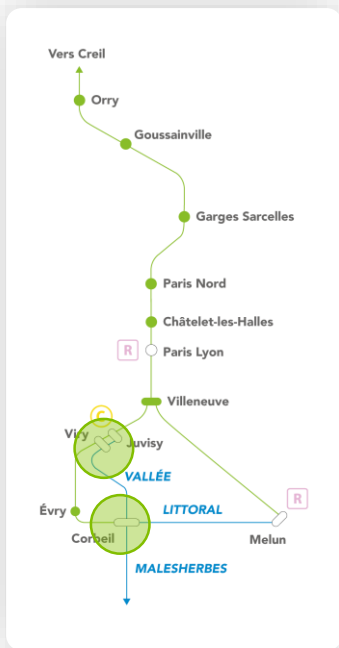 Vers Creil
Orry
Goussainville
Garges Sarcelles
Paris Nord
Châtelet-les-Halles
R
Paris Lyon
Villeneuve
C
Viry
Juvisy
VALLÉE
R
Évry
LITTORAL
Corbeil
Melun
MALESHERBES